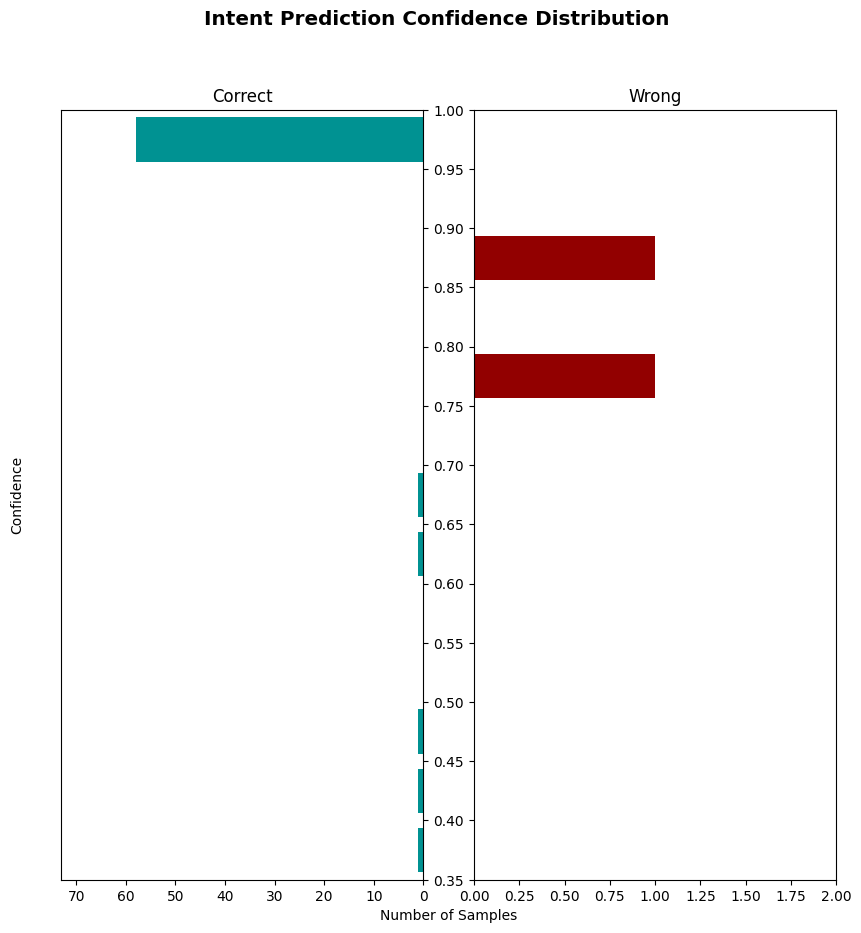 Intent Prediction Confidence Distribution
Correct
Wrong
1.00
0.95
0.90
0.85
0.80
0.75
0.70
0.65
0.60
0.55
0.50
0.45
0.40
0.35
Confidence
70 60 50 40 30 20 10 0
0.00 0.25 0.50 0.75 1.00 1.25 1.50 1.75 2.00
Number of Samples